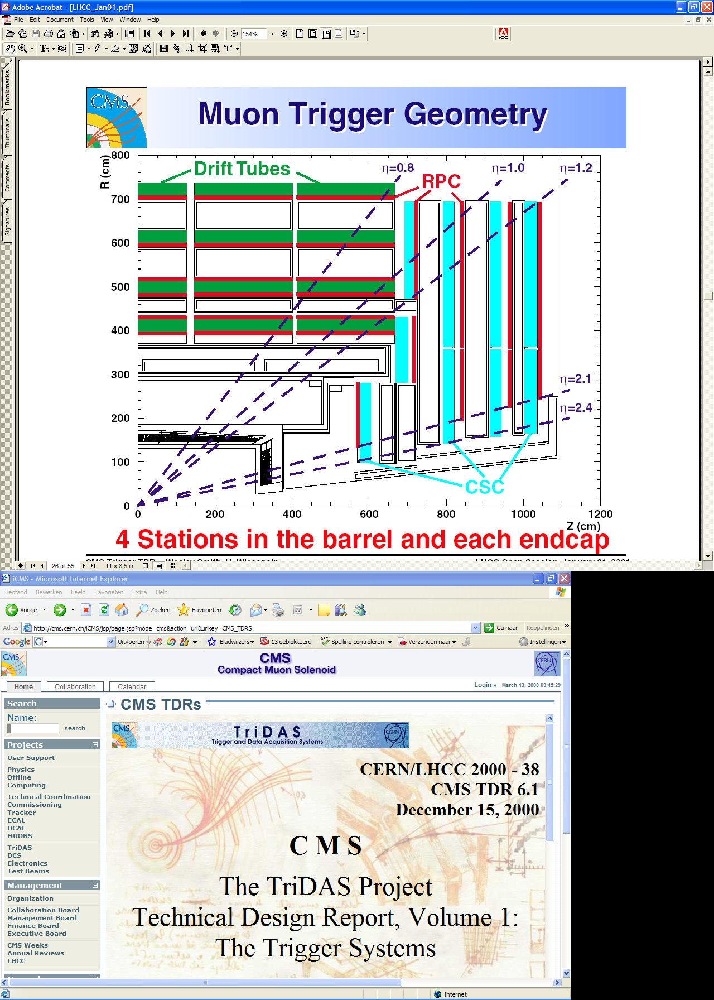 Adobe Acrobat - [LHCC_Jan01.pdf]
File Edit Document Tools View Window Help
154%
Bookmarks
Thumbnails
Comments
Signatures
CMS
Muon Trigger Geometry
R (cm)
800
700
600
500
400
300
200
100
0
Drift Tubes
η=0.8
RPC
η=1.0
η=1.2
η=2.1
η=2.4
CSC
0 200 400 600 800 1000 1200
Z (cm)
4 Stations in the barrel and each endcap
26 of 55 11 x 8,5 in
iCMS - Microsoft Internet Explorer
Bestand Bewerken Beeld Favorieten Extra Help
Vorige Zoeken Favorieten
Adres http://cms.cern.ch/iCMS/jsp/page.jsp?mode=cms&action=url&urlkey=CMS_TDRS Ga naar Koppelingen »
Google G Uitvoeren Bladwijzers 13 geblokkeerd Spelling controleren Verzenden naar Instellingen
CMS
CMS
Compact Muon Solenoid
CERN
Home Collaboration Calendar
Login » March 13, 2008 09:45:29
Search
Name:
search
Projects
User Support
Physics
Offline
Computing
Technical Coordination
Commissioning
Tracker
ECAL
HCAL
MUONS
TriDAS
DCS
Electronics
Test Beams
Management
Organization
Collaboration Board
Management Board
Finance Board
Executive Board
CMS Weeks
Annual Reviews
LHCC
CMS TDRs
CMS
TriDAS
Trigger and Data Acquisition Systems
CERN
CERN/LHCC 2000 - 38
CMS TDR 6.1
December 15, 2000
C M S
The TriDAS Project
Technical Design Report, Volume 1:
The Trigger Systems
Internet